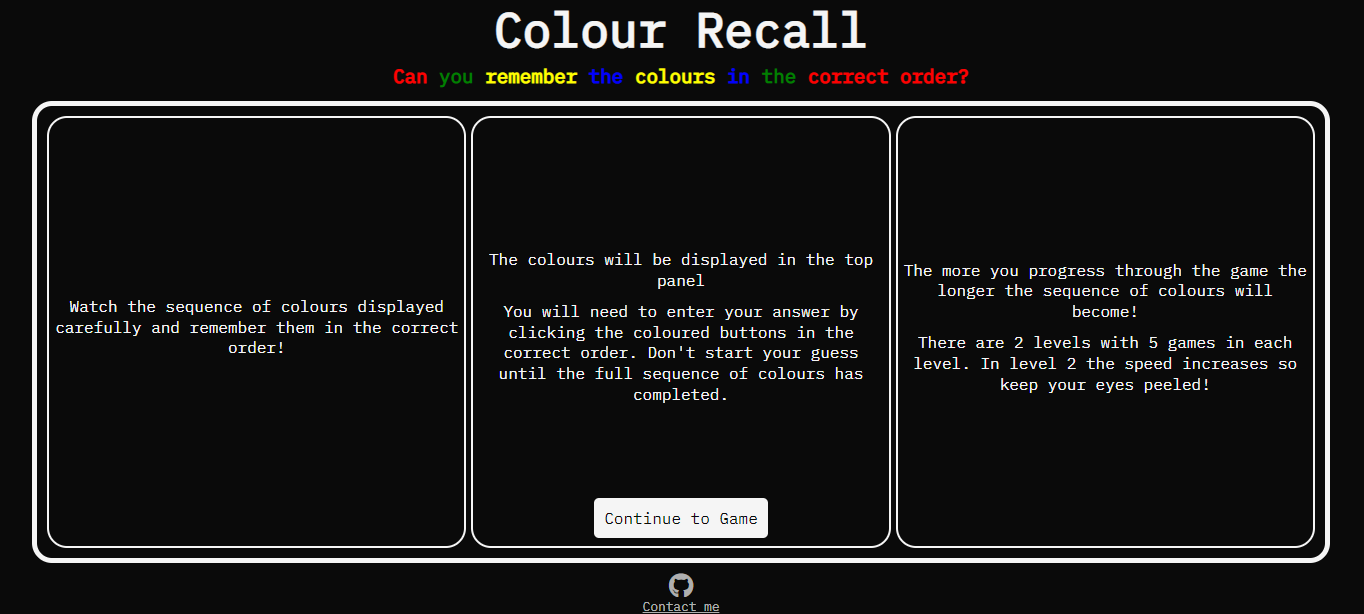 Colour Recall
Can you remember the colours in the correct order?
Watch the sequence of colours displayed
carefully and remember them in the correct
order!
The colours will be displayed in the top
panel
You will need to enter your answer by
clicking the coloured buttons in the
correct order. Don't start your guess
until the full sequence of colours has
completed.
Continue to Game
The more you progress through the game the
longer the sequence of colours will
become!
There are 2 levels with 5 games in each
level. In level 2 the speed increases so
keep your eyes peeled!
Contact me